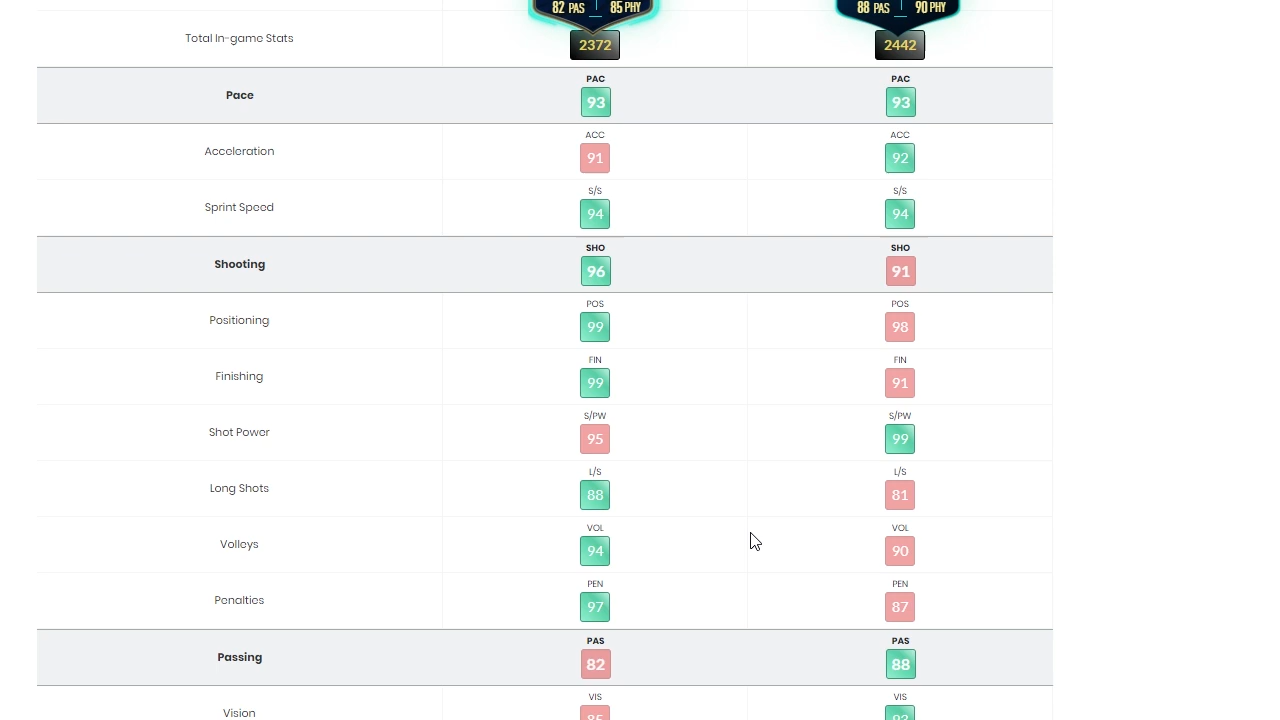 82 PAS 85 PHY 88 PAS 90 PHY
Total In-game Stats 2372 2442
PAC PAC
Pace 93 93
ACC ACC
Acceleration 91 92
S/S S/S
Sprint Speed 94 94
SHO SHO
Shooting 96 91
POS POS
Positioning 99 98
FIN FIN
Finishing 99 91
S/PW S/PW
Shot Power 95 99
L/S L/S
Long Shots 88 81
VOL VOL
Volleys 94 90
PEN PEN
Penalties 97 87
PAS PAS
Passing 82 88
VIS VIS
Vision